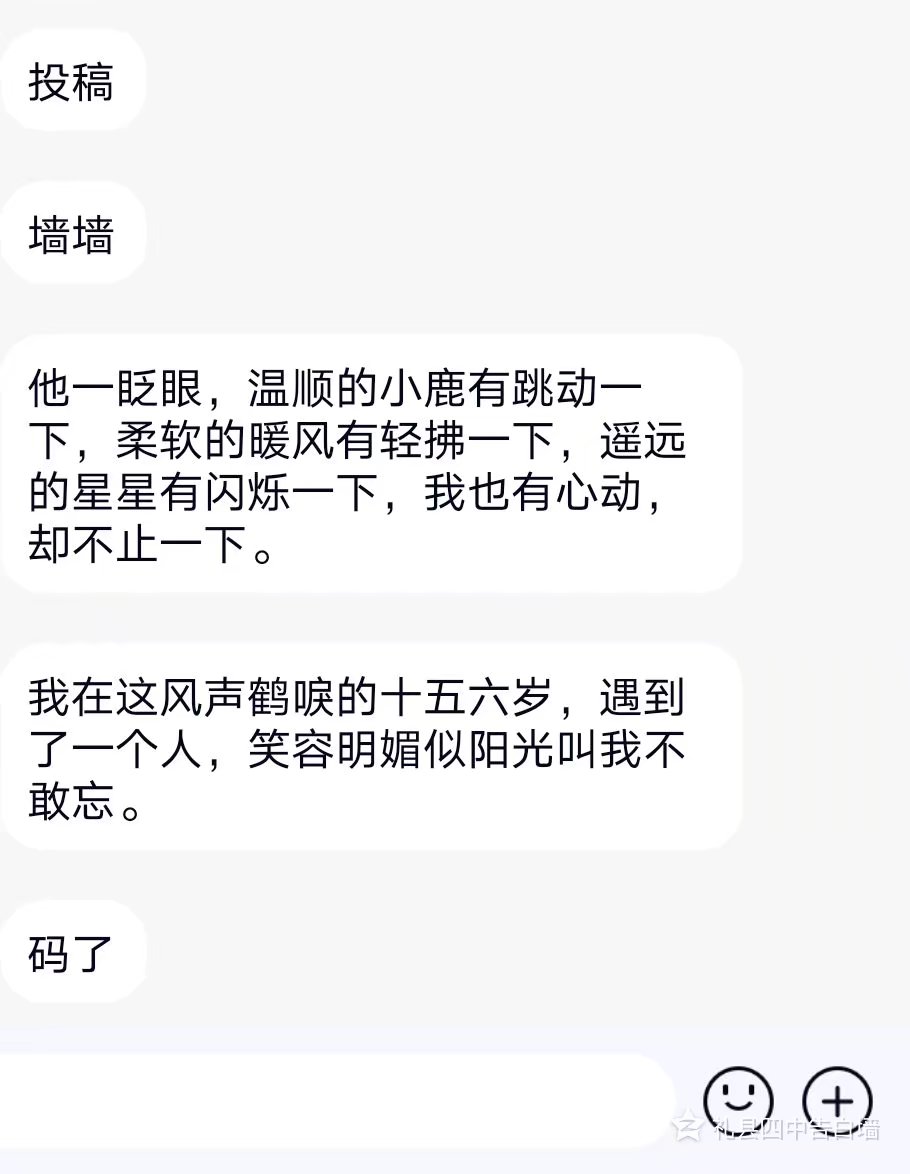 投稿
墙墙
他一眨眼，温顺的小鹿有跳动一
下，柔软的暖风有轻拂一下，遥远
的星星有闪烁一下，我也有心动，
却不止一下。
我在这风声鹤唳的十五六岁，遇到
了一个人，笑容明媚似阳光叫我不
敢忘。
码了
礼县四中告白墙